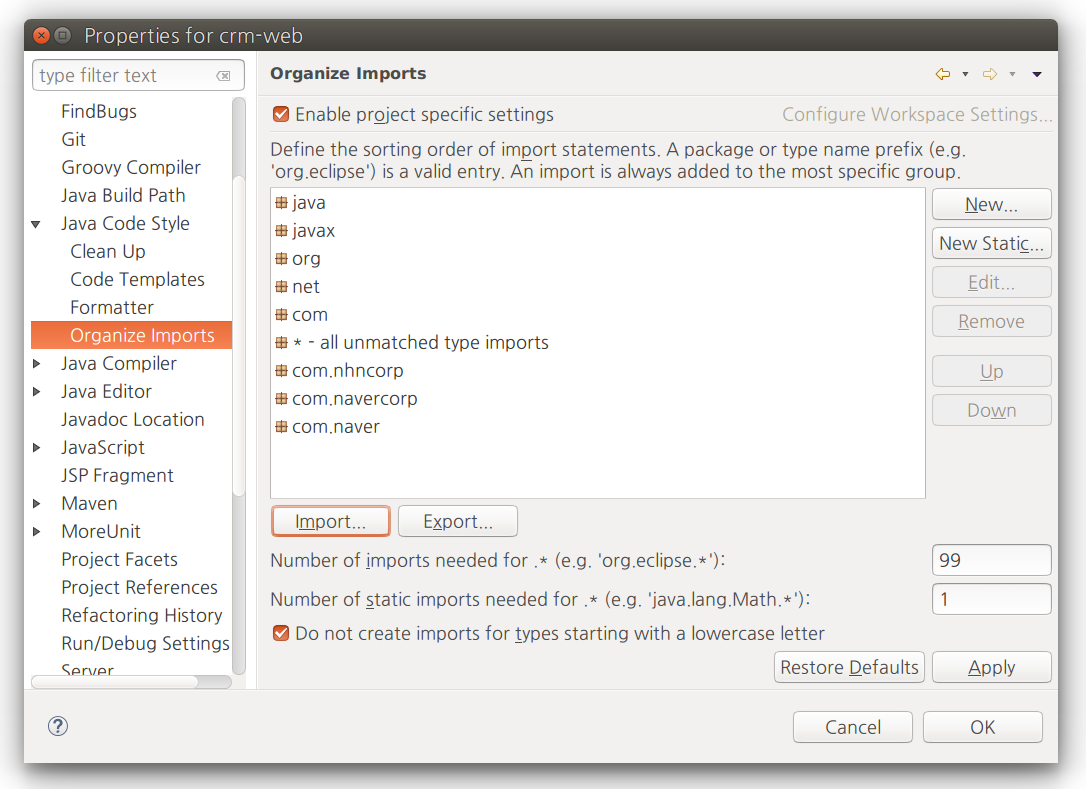 Properties for crm-web
type filter text
FindBugs
Git
Groovy Compiler
Java Build Path
Java Code Style
Clean Up
Code Templates
Formatter
Organize Imports
Java Compiler
Java Editor
Javadoc Location
JavaScript
JSP Fragment
Maven
MoreUnit
Project Facets
Project References
Refactoring History
Run/Debug Settings
Server
Organize Imports
Enable project specific settings
Configure Workspace Settings...
Define the sorting order of import statements. A package or type name prefix (e.g.
'org.eclipse') is a valid entry. An import is always added to the most specific group.
java
javax
org
net
com
* - all unmatched type imports
com.nhncorp
com.navercorp
com.naver
New...
New Static...
Edit...
Remove
Up
Down
Import...
Export...
Number of imports needed for .* (e.g. 'org.eclipse.*'):
99
Number of static imports needed for .* (e.g. 'java.lang.Math.*'):
1
Do not create imports for types starting with a lowercase letter
Restore Defaults
Apply
?
Cancel
OK